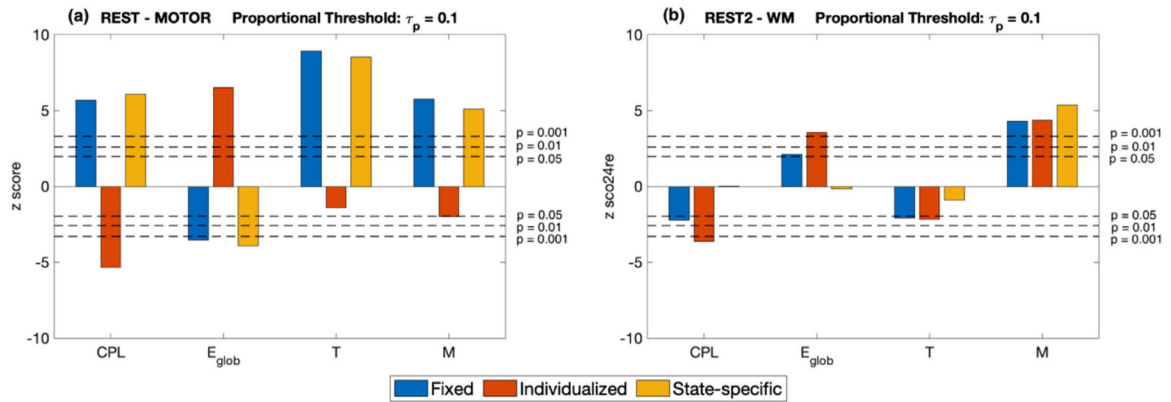 (a) REST - MOTOR Proportional Threshold: τp = 0.1
z score
10
5
0
-5
-10
p = 0.001
p = 0.01
p = 0.05
p = 0.05
p = 0.01
p = 0.001
CPL Eglob T M
(b) REST2 - WM Proportional Threshold: τp = 0.1
z sco24re
10
5
0
-5
-10
p = 0.001
p = 0.01
p = 0.05
p = 0.05
p = 0.01
p = 0.001
CPL Eglob T M
Fixed Individualized State-specific